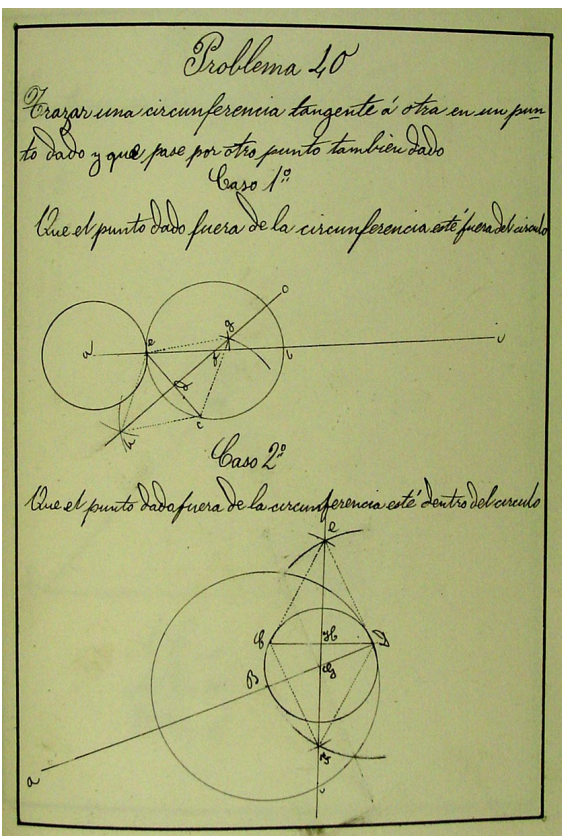 Problema 40
Trazar una circunferencia tangente á otra en un pun-
to dado y que pase por otro punto tambien dado
Caso 1º
Que el punto dado fuera de la circunferencia esté fuera del circulo
o
g
a
e
f
i
i
d
c
h
Caso 2º
Que el punto dada fuera de la circunferencia esté dentro del circulo
e
H
B
a